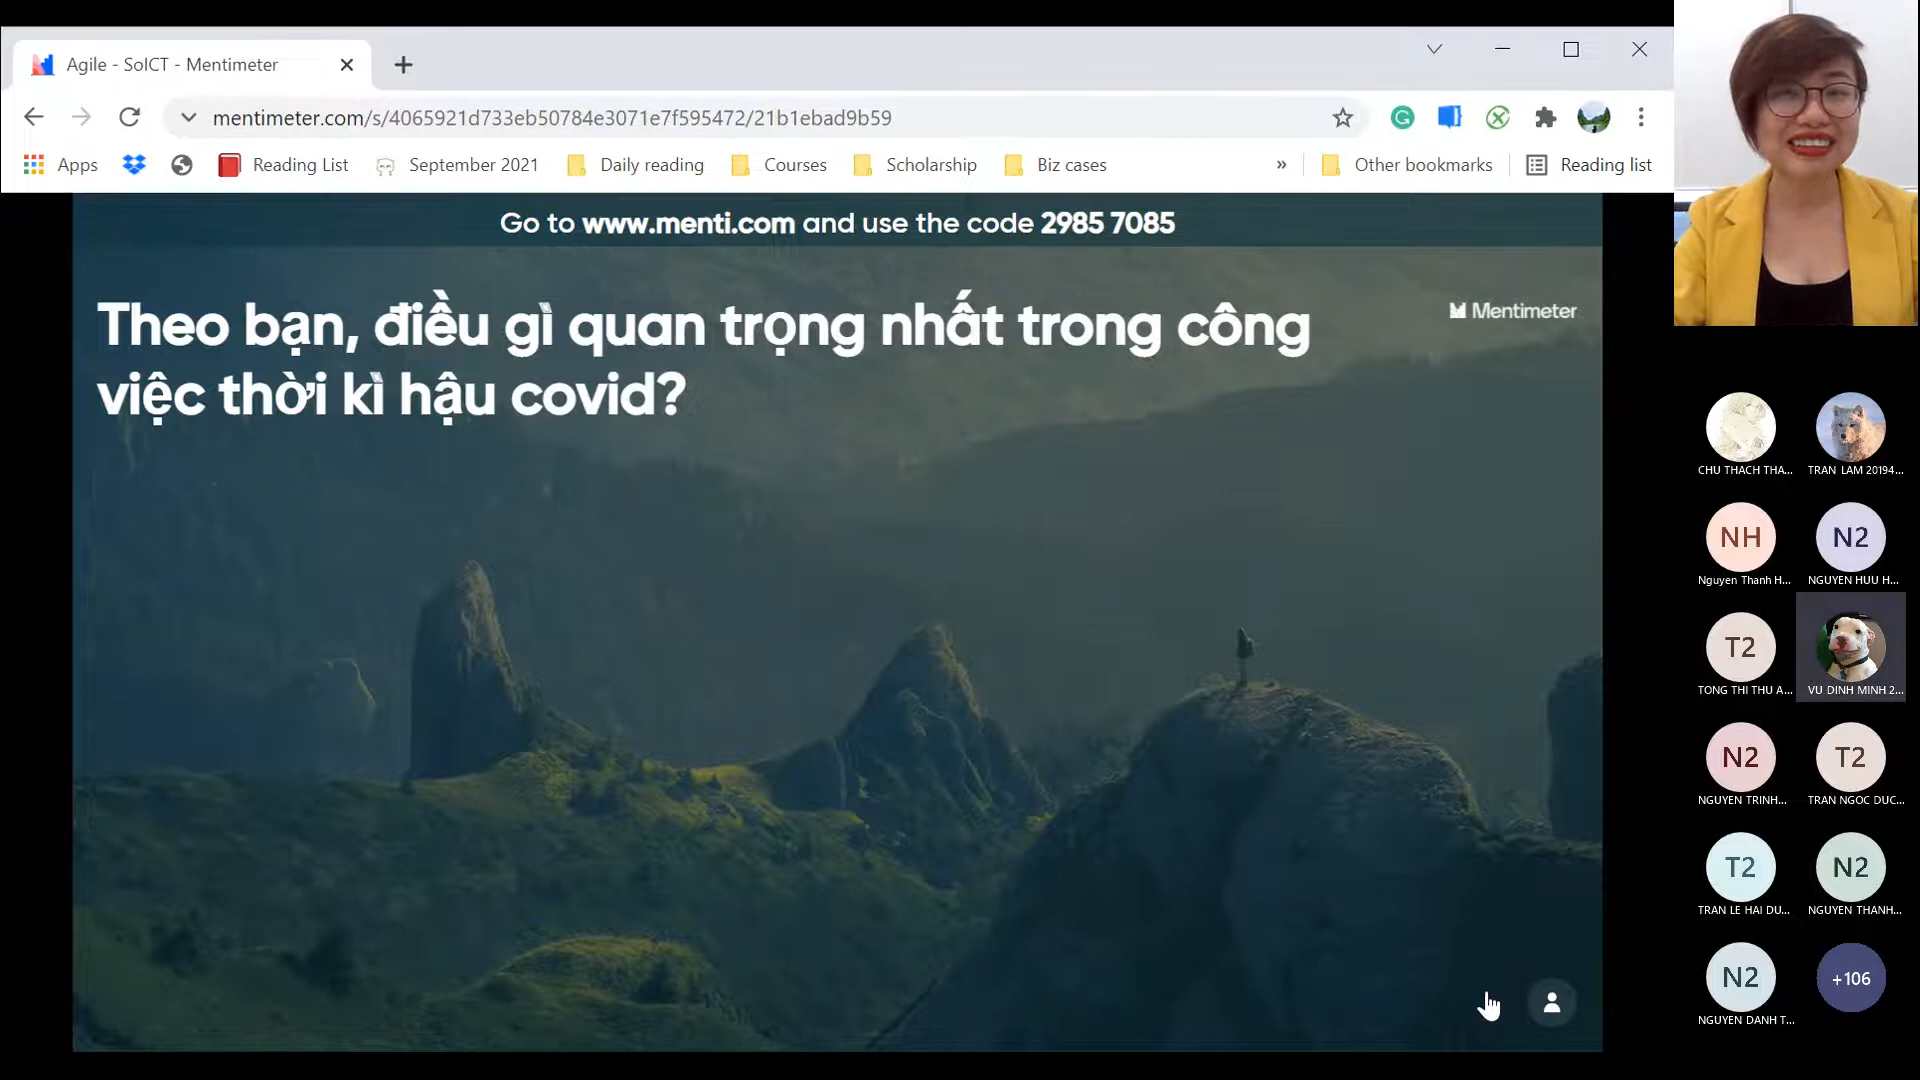 Agile - SoICT - Mentimeter
mentimeter.com/s/4065921d733eb50784e3071e7f595472/21b1ebad9b59
Apps
Reading List
September 2021
Daily reading
Courses
Scholarship
Biz cases
»
Other bookmarks
Reading list
Go to www.menti.com and use the code 2985 7085
Theo bạn, điều gì quan trọng nhất trong công
việc thời kì hậu covid?
Mentimeter
CHU THACH THA...
TRAN LAM 20194...
NH
Nguyen Thanh H...
N2
NGUYEN HUU H...
T2
TONG THI THU A...
VU DINH MINH 2...
N2
NGUYEN TRINH...
T2
TRAN NGOC DUC...
T2
TRAN LE HAI DU...
N2
NGUYEN THANH...
N2
NGUYEN DANH T...
+106